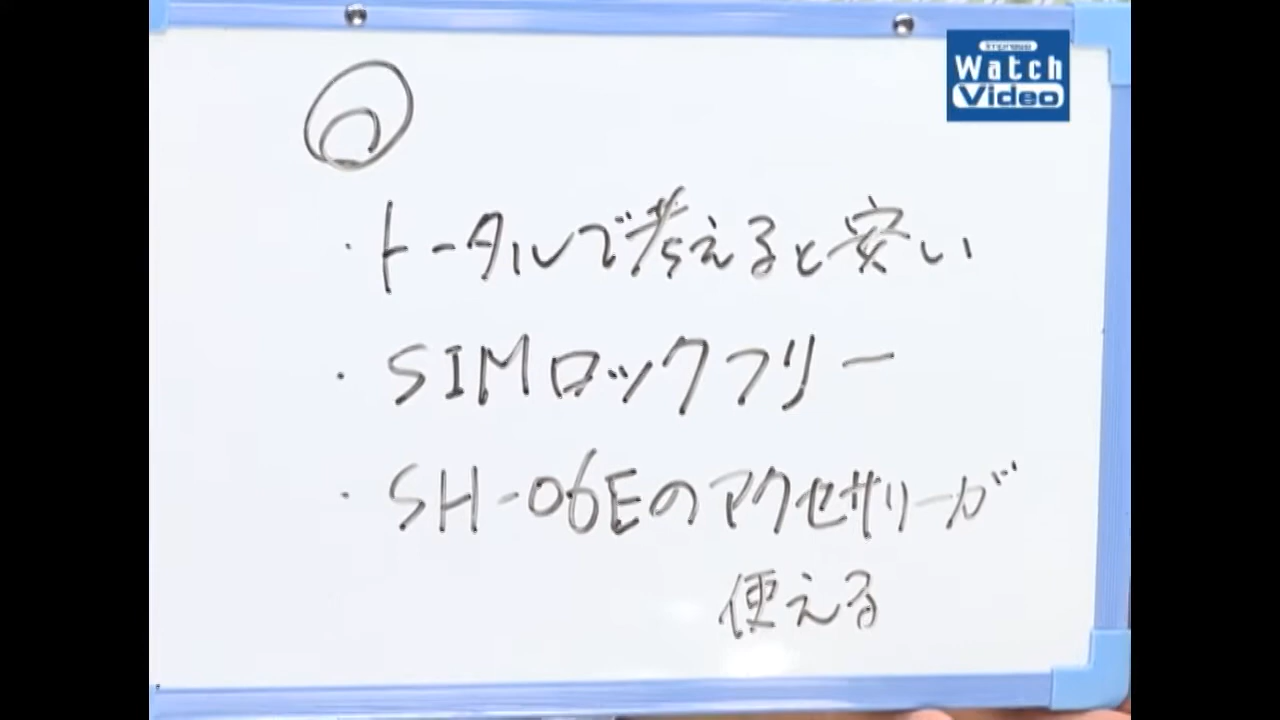 impress
Watch
Video
◎
・トータルで考えると安い
・SIMロックフリー
・SH-06Eのアクセサリーが
使える